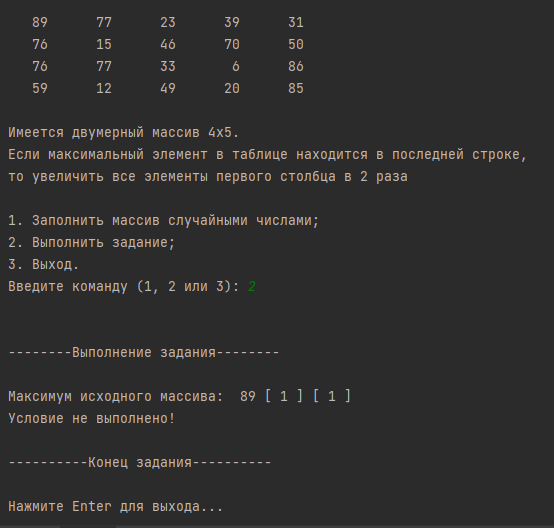 89 77 23 39 31
76 15 46 70 50
76 77 33 6 86
59 12 49 20 85
Имеется двумерный массив 4x5.
Если максимальный элемент в таблице находится в последней строке,
то увеличить все элементы первого столбца в 2 раза
1. Заполнить массив случайными числами;
2. Выполнить задание;
3. Выход.
Введите команду (1, 2 или 3): 2
--------Выполнение задания--------
Максимум исходного массива:  89 [ 1 ] [ 1 ]
Условие не выполнено!
----------Конец задания----------
Нажмите Enter для выхода...